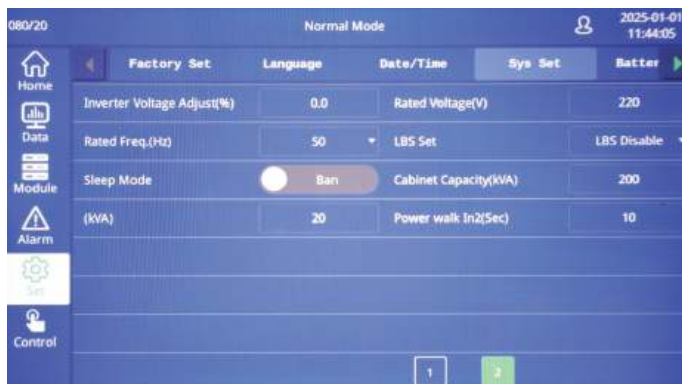 080/20 Normal Mode 2025-01-01
11:44:05
Home
Data
Module
Alarm
Set
Control
Factory Set Language Date/Time Sys Set Batter
Inverter Voltage Adjust(%) 0.0 Rated Voltage(V) 220
Rated Freq.(Hz) 50 LBS Set LBS Disable
Sleep Mode Ban Cabinet Capacity(kVA) 200
(kVA) 20 Power walk In2(Sec) 10
1 2